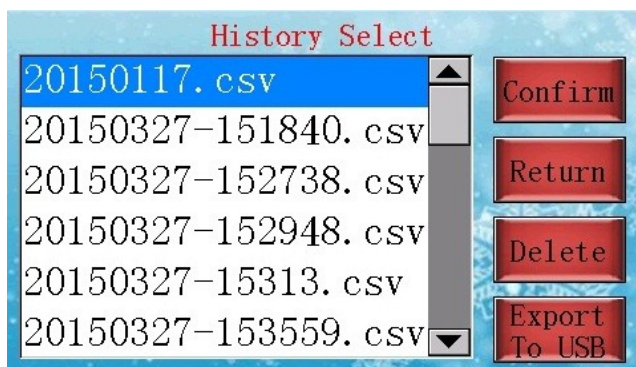 History Select
20150117.csv
20150327-151840.csv
20150327-152738.csv
20150327-152948.csv
20150327-15313.csv
20150327-153559.csv
Confirm
Return
Delete
Export
To USB